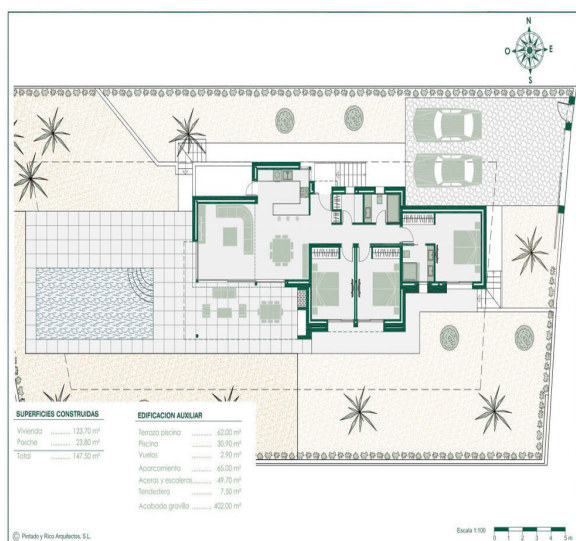 N
O
E
S
SUPERFICIES CONSTRUIDAS
Vivienda ............ 123.70 m²
Porche ............ 23.80 m²
Total ............ 147.50 m²
EDIFICACION AUXILIAR
Terraza piscina ........ 62.00 m²
Piscina ........ 30.90 m²
Vuelos ........ 2.90 m²
Aparcamiento ........ 65.00 m²
Aceras y escaleras ........ 49.70 m²
Tendedero ........ 7.50 m²
Acabado gravilla ........ 402.00 m²
© Pintado y Rico Arquitectos, S.L.
Escala 1:100
0 1 2 3 4 5 m